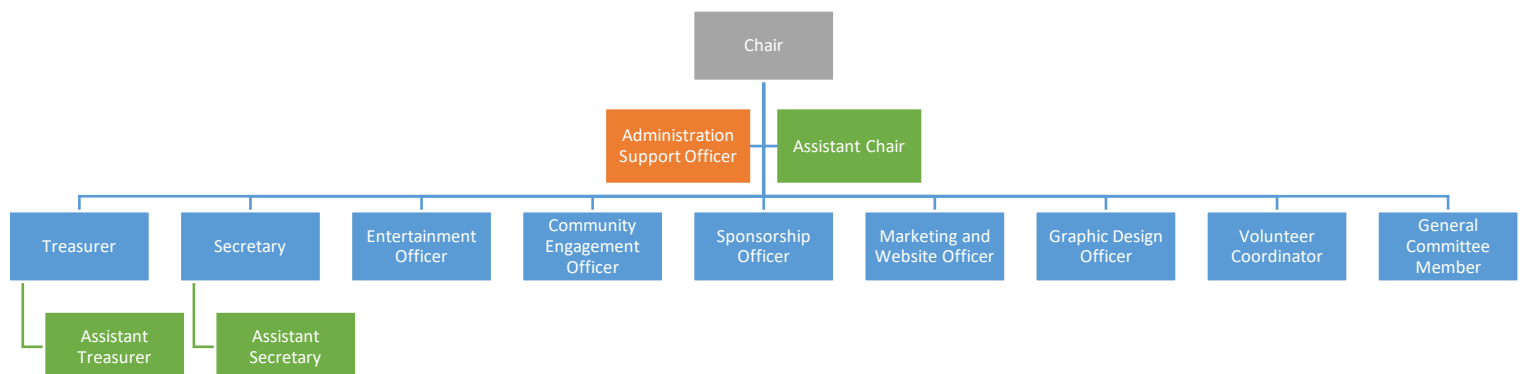 Chair
Administration
Support Officer
Assistant Chair
Treasurer
Secretary
Entertainment
Officer
Community
Engagement
Officer
Sponsorship
Officer
Marketing and
Website Officer
Graphic Design
Officer
Volunteer
Coordinator
General
Committee
Member
Assistant
Treasurer
Assistant
Secretary